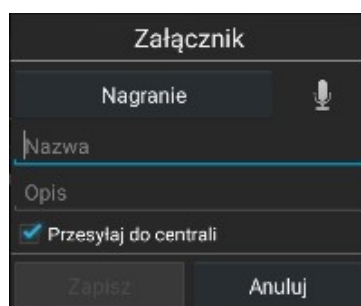 Załącznik
Nagranie
Nazwa
Opis
Przesyłaj do centrali
Zapisz Anuluj